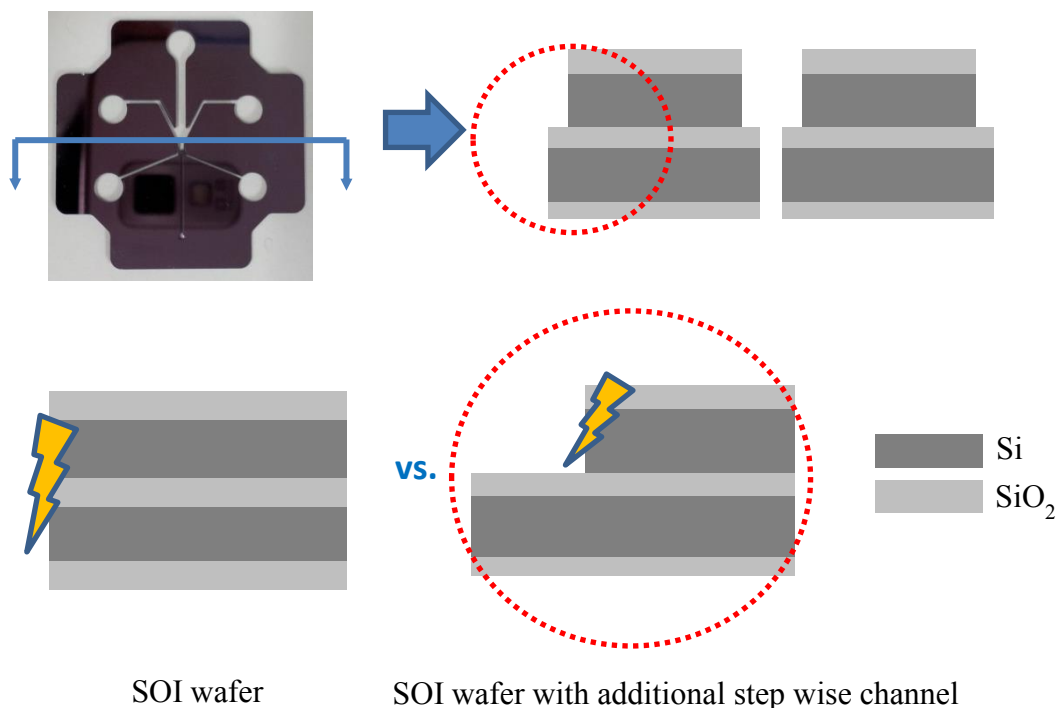 vs.
Si
SiO2
SOI wafer
SOI wafer with additional step wise channel